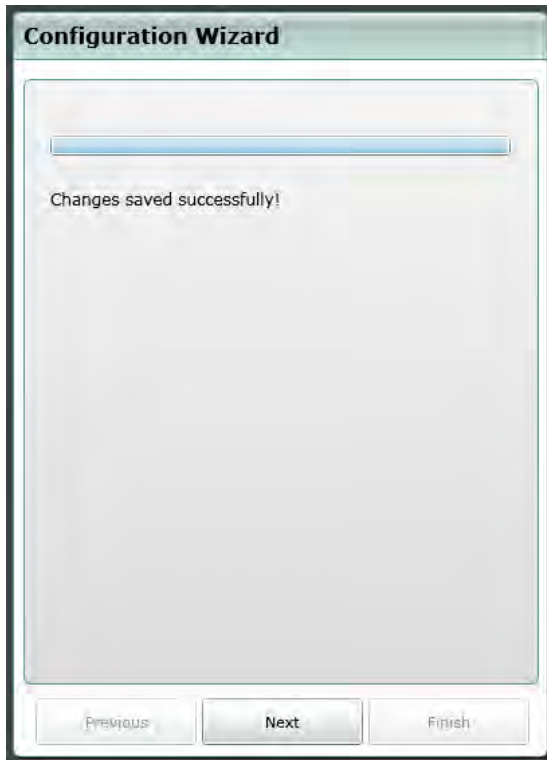 Configuration Wizard
Changes saved successfully!
Previous
Next
Finish